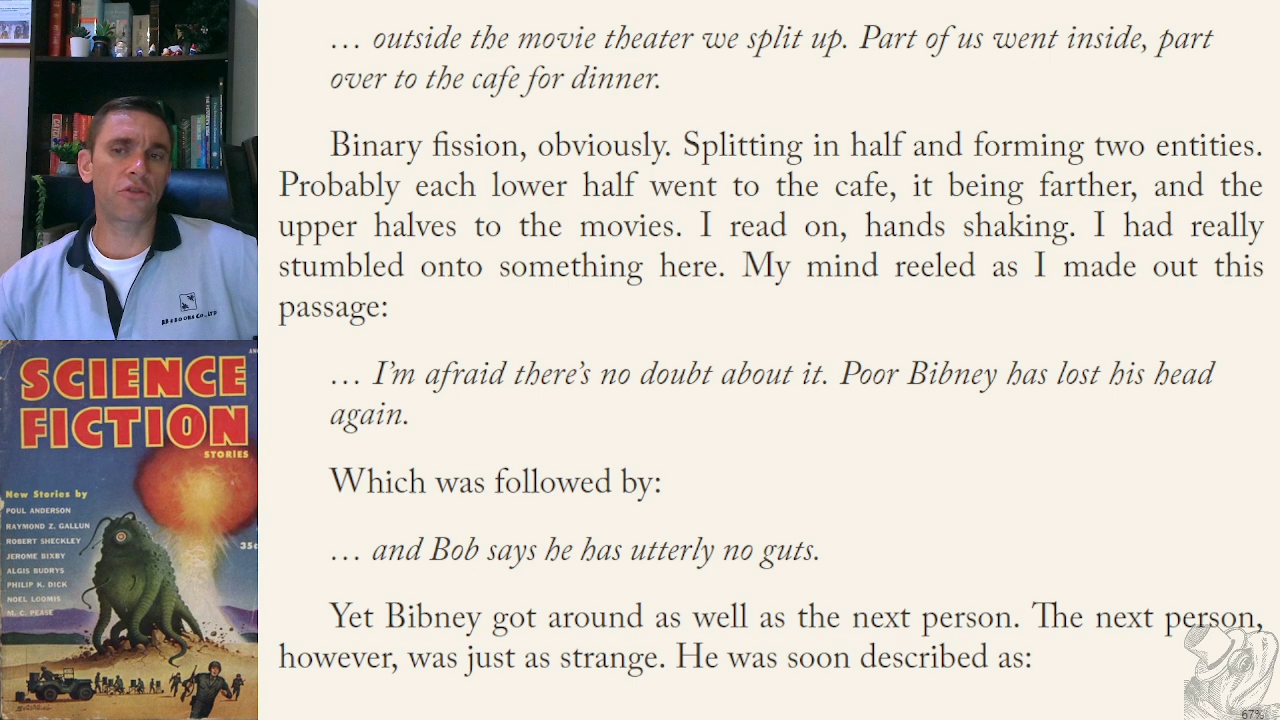 … outside the movie theater we split up. Part of us went inside, part
over to the cafe for dinner.
Binary fission, obviously. Splitting in half and forming two entities.
Probably each lower half went to the cafe, it being farther, and the
upper halves to the movies. I read on, hands shaking. I had really
stumbled onto something here. My mind reeled as I made out this
passage:
… I’m afraid there’s no doubt about it. Poor Bibney has lost his head
again.
Which was followed by:
… and Bob says he has utterly no guts.
Yet Bibney got around as well as the next person. The next person,
however, was just as strange. He was soon described as:
SCIENCE
FICTION
STORIES
New Stories by
POUL ANDERSON
RAYMOND Z. GALLUN
ROBERT SHECKLEY
JEROME BIXBY
ALGIS BUDRYS
PHILIP K. DICK
NOEL LOOMIS
M. C. PEASE
35¢
67%